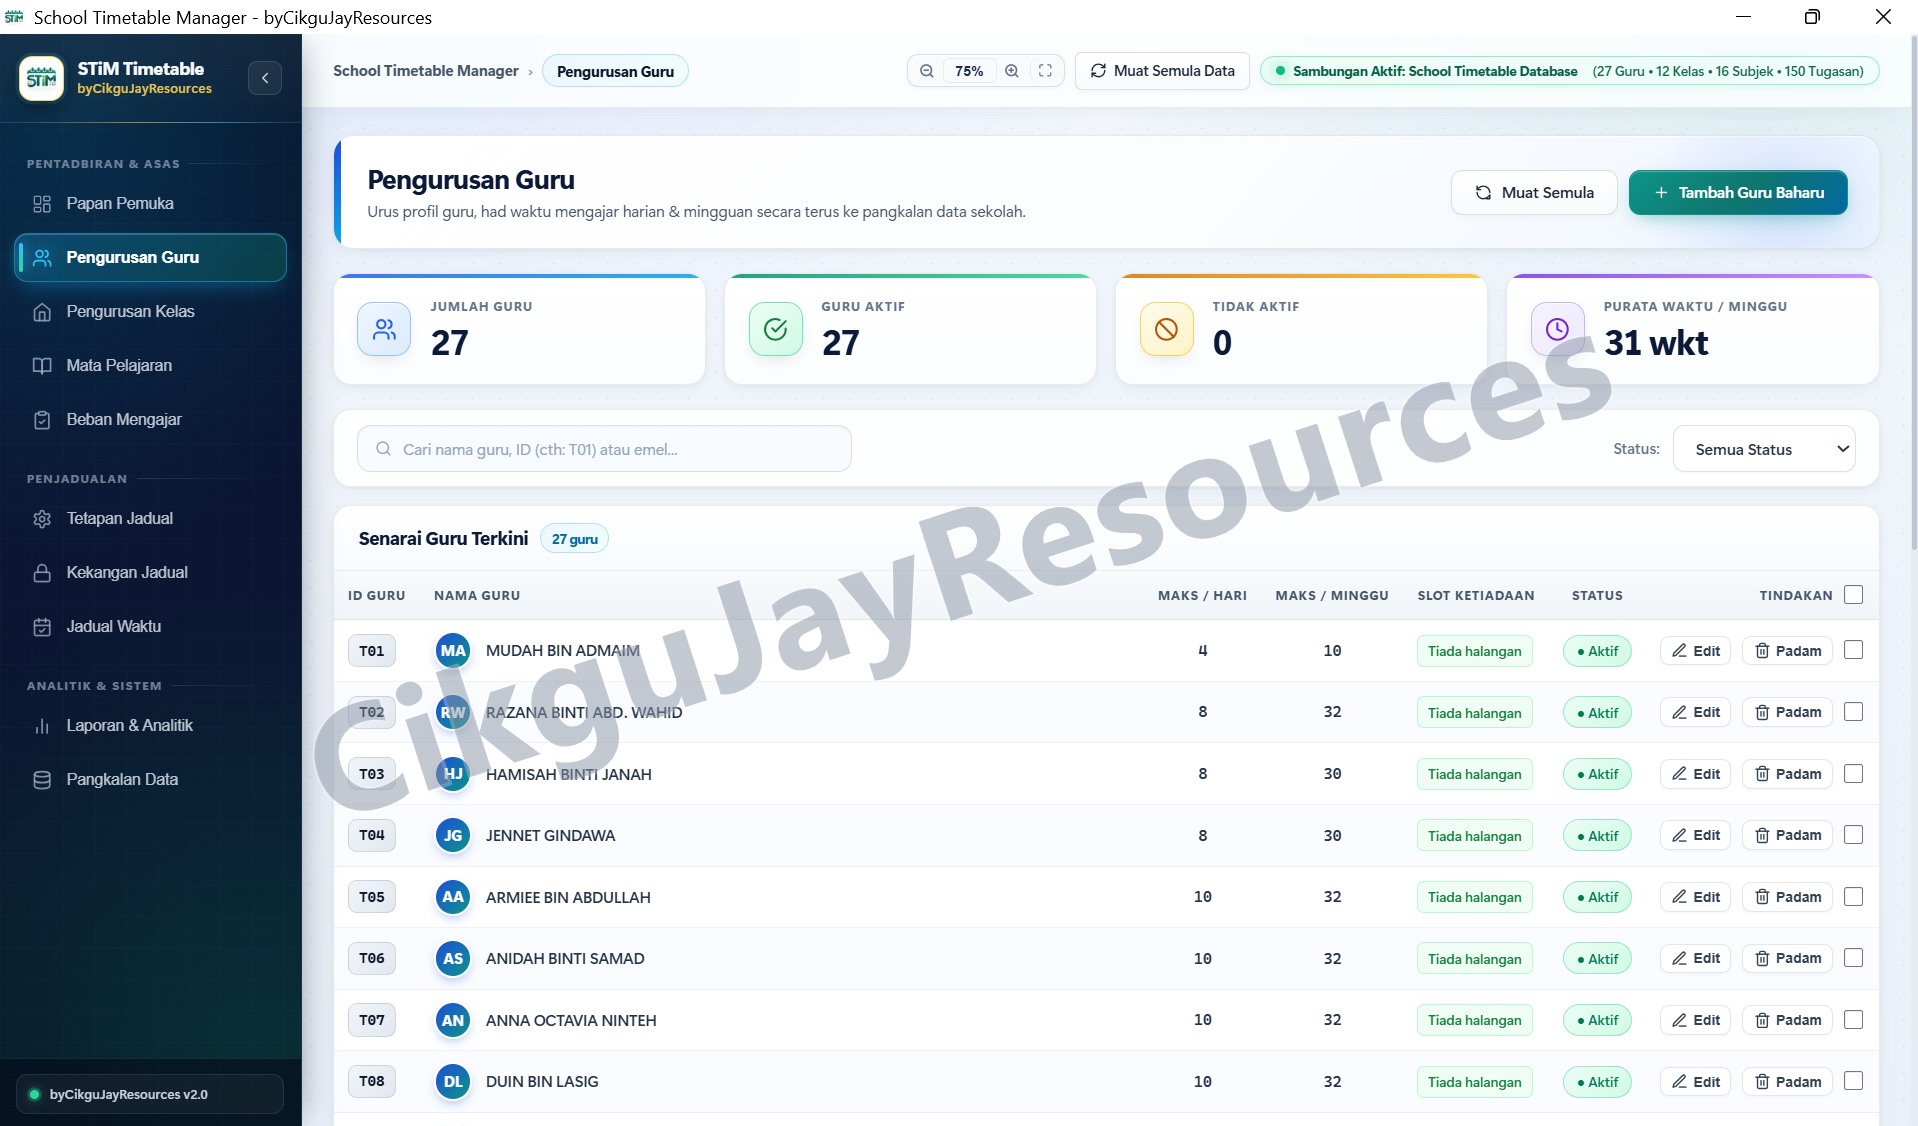 School Timetable Manager - byCikguJayResources
STiM
STiM Timetable
byCikguJayResources
School Timetable Manager › Pengurusan Guru
75%
Muat Semula Data
Sambungan Aktif: School Timetable Database (27 Guru • 12 Kelas • 16 Subjek • 150 Tugasan)
PENTADBIRAN & ASAS
Papan Pemuka
Pengurusan Guru
Pengurusan Kelas
Mata Pelajaran
Beban Mengajar
PENJADUALAN
Tetapan Jadual
Kekangan Jadual
Jadual Waktu
ANALITIK & SISTEM
Laporan & Analitik
Pangkalan Data
byCikguJayResources v2.0
Pengurusan Guru
Urus profil guru, had waktu mengajar harian & mingguan secara terus ke pangkalan data sekolah.
Muat Semula
+ Tambah Guru Baharu
JUMLAH GURU
27
GURU AKTIF
27
TIDAK AKTIF
0
PURATA WAKTU / MINGGU
31 wkt
Cari nama guru, ID (cth: T01) atau emel...
Status: Semua Status
Senarai Guru Terkini 27 guru
ID GURU NAMA GURU MAKS / HARI MAKS / MINGGU SLOT KETIADAAN STATUS TINDAKAN
T01 MA MUDAH BIN ADMAIM 4 10 Tiada halangan • Aktif Edit Padam
T02 RW RAZANA BINTI ABD. WAHID 8 32 Tiada halangan • Aktif Edit Padam
T03 HJ HAMISAH BINTI JANAH 8 30 Tiada halangan • Aktif Edit Padam
T04 JG JENNET GINDAWA 8 30 Tiada halangan • Aktif Edit Padam
T05 AA ARMIEE BIN ABDULLAH 10 32 Tiada halangan • Aktif Edit Padam
T06 AS ANIDAH BINTI SAMAD 10 32 Tiada halangan • Aktif Edit Padam
T07 AN ANNA OCTAVIA NINTEH 10 32 Tiada halangan • Aktif Edit Padam
T08 DL DUIN BIN LASIG 10 32 Tiada halangan • Aktif Edit Padam
CikguJayResources